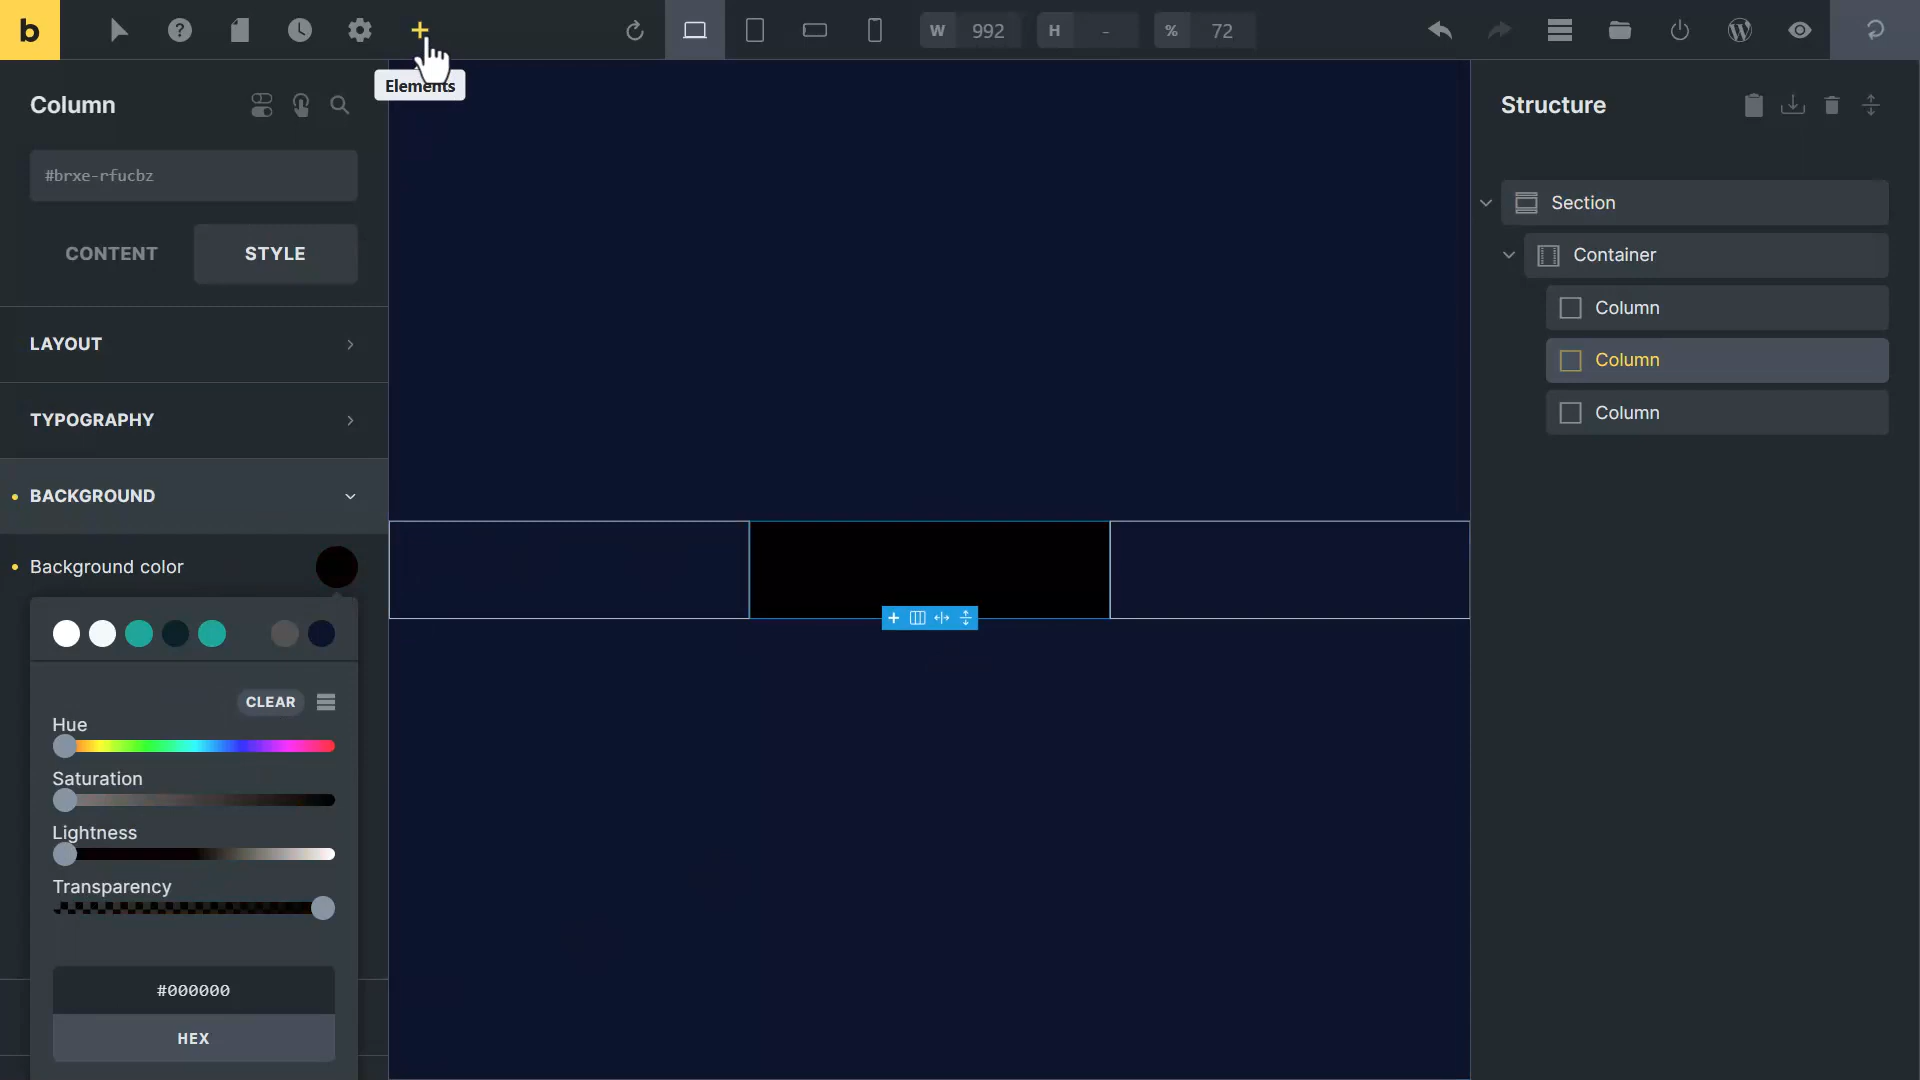 b
?
W 992
H -
% 72
Elements
Column
Structure
#brxe-rfucbz
CONTENT
STYLE
Section
Container
Column
Column
Column
LAYOUT
TYPOGRAPHY
BACKGROUND
Background color
CLEAR
Hue
Saturation
Lightness
Transparency
#000000
HEX